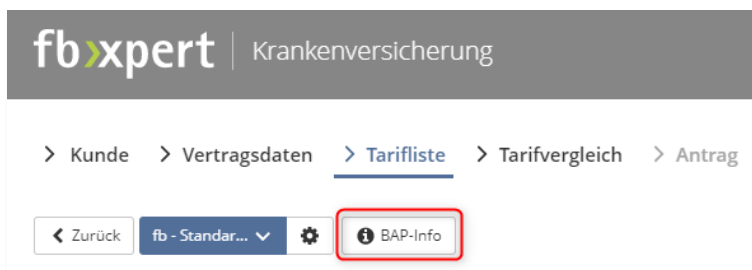 fb xpert Krankenversicherung
Kunde Vertragsdaten Tarifliste Tarifvergleich Antrag
Zurück fb - Standar... BAP-Info